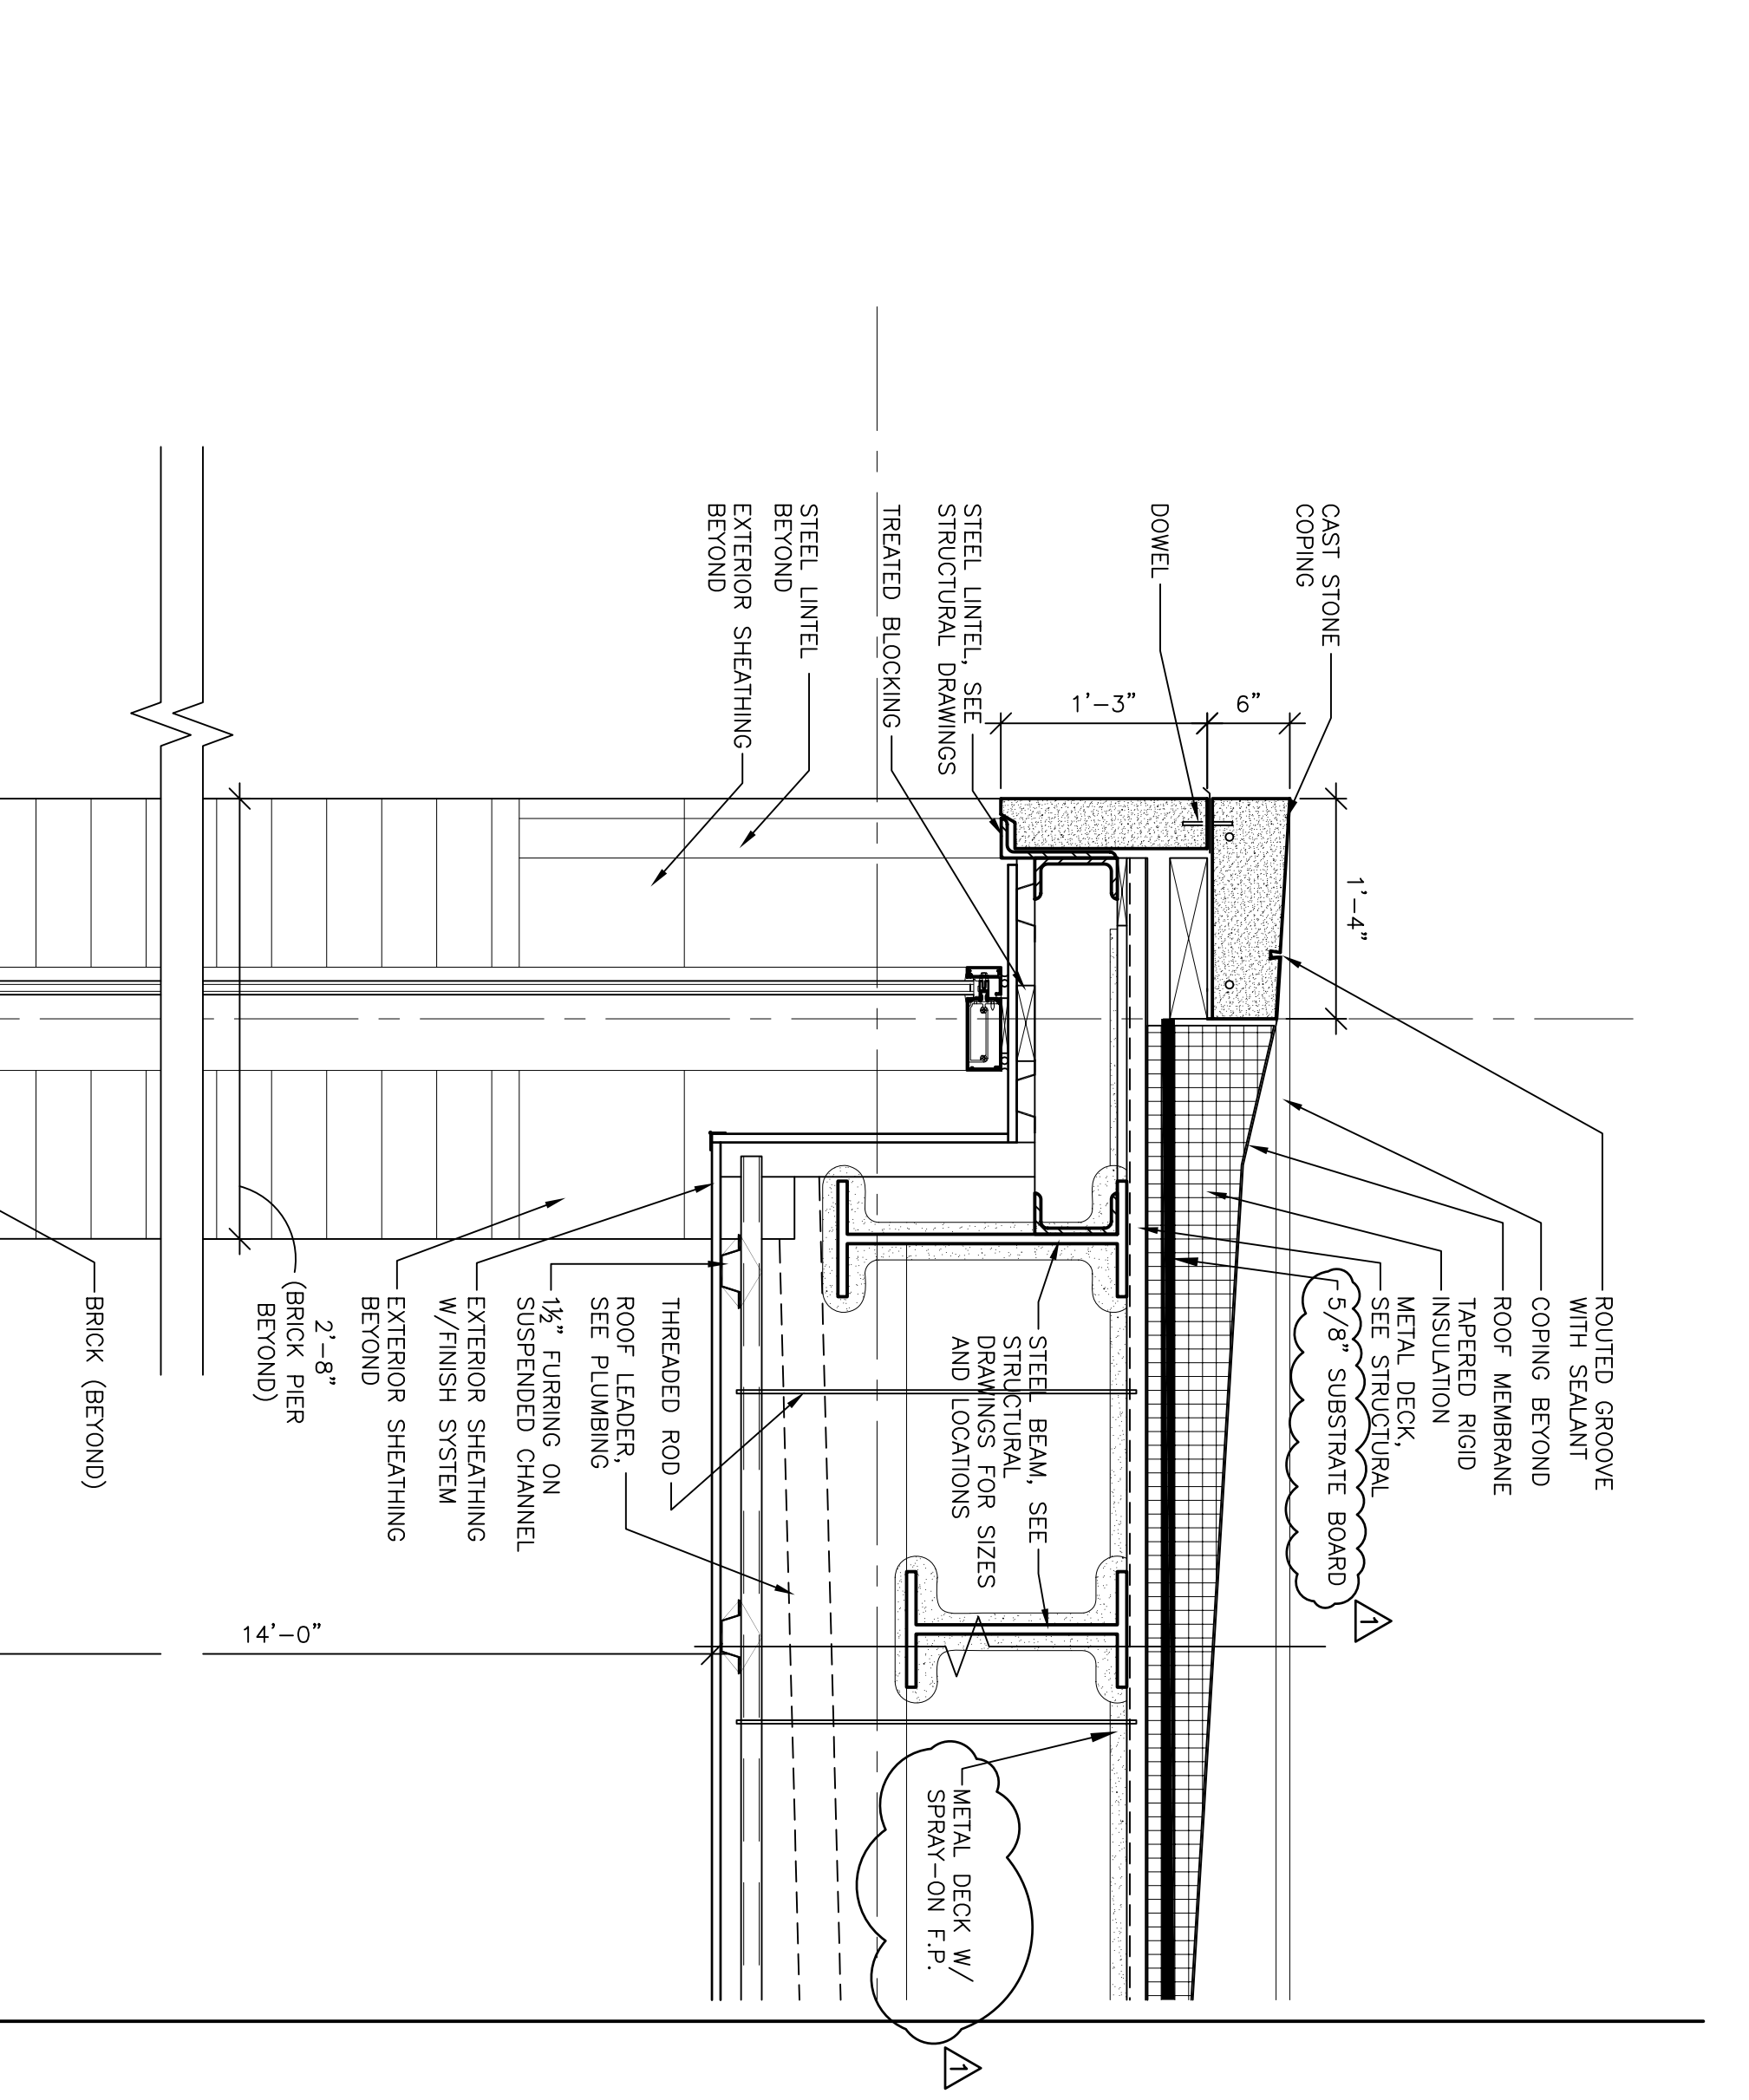 ROUTED GROOVE
WITH SEALANT
COPING BEYOND
ROOF MEMBRANE
TAPERED RIGID
INSULATION
METAL DECK,
SEE STRUCTURAL
5/8" SUBSTRATE BOARD
1
CAST STONE
COPING
1'-4"
6"
DOWEL
1'-3"
STEEL LINTEL, SEE
STRUCTURAL DRAWINGS
TREATED BLOCKING
STEEL LINTEL
BEYOND
EXTERIOR SHEATHING
BEYOND
STEEL BEAM, SEE
STRUCTURAL
DRAWINGS FOR SIZES
AND LOCATIONS
METAL DECK W/
SPRAY-ON F.P.
1
THREADED ROD
ROOF LEADER,
SEE PLUMBING
1½" FURRING ON
SUSPENDED CHANNEL
EXTERIOR SHEATHING
W/FINISH SYSTEM
EXTERIOR SHEATHING
BEYOND
2'-8"
(BRICK PIER
BEYOND)
14'-0"
BRICK (BEYOND)